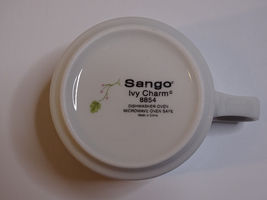 Sango®
Ivy Charm®
8854
DISHWASHER OVEN
MICROWAVE OVEN SAFE
Made in China